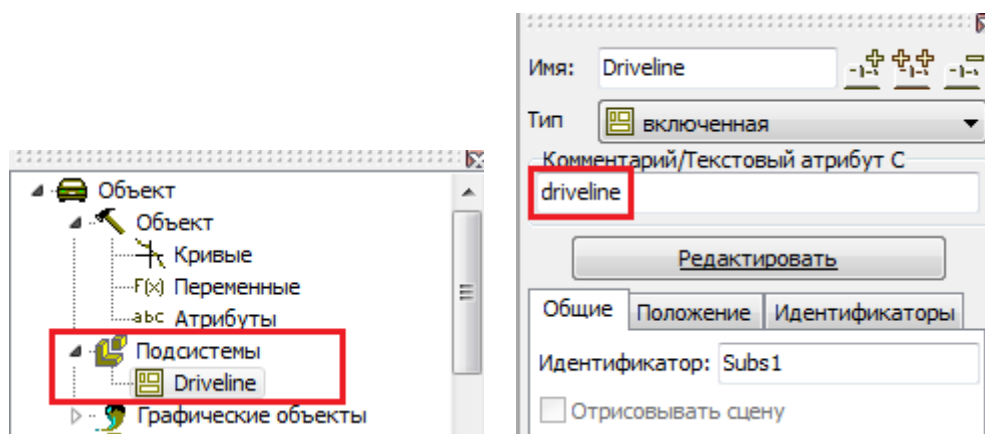 Объект
Объект
Кривые
F(x) Переменные
abc Атрибуты
Подсистемы
Driveline
Графические объекты
Имя: Driveline
Тип включенная
Комментарий/Текстовый атрибут C
driveline
Редактировать
Общие Положение Идентификаторы
Идентификатор: Subs1
Отрисовывать сцену